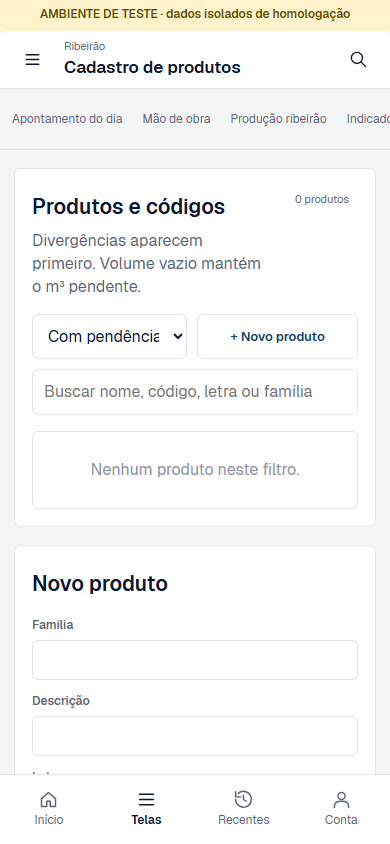 AMBIENTE DE TESTE · dados isolados de homologação
Ribeirão
Cadastro de produtos
Apontamento do dia
Mão de obra
Produção ribeirão
Indicado
Produtos e códigos
0 produtos
Divergências aparecem
primeiro. Volume vazio mantém
o m³ pendente.
Com pendência
+ Novo produto
Buscar nome, código, letra ou família
Nenhum produto neste filtro.
Novo produto
Família
Descrição
Início
Telas
Recentes
Conta